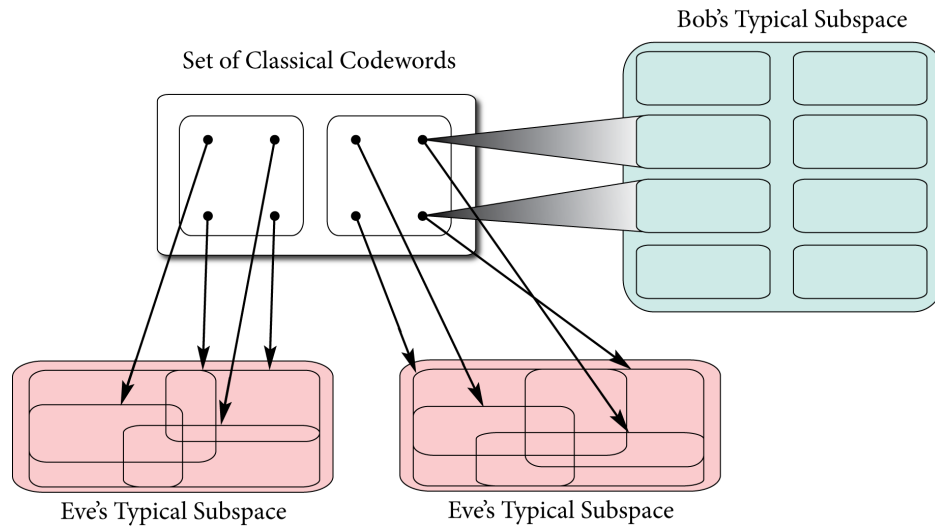 Bob's Typical Subspace
Set of Classical Codewords
Eve's Typical Subspace
Eve's Typical Subspace